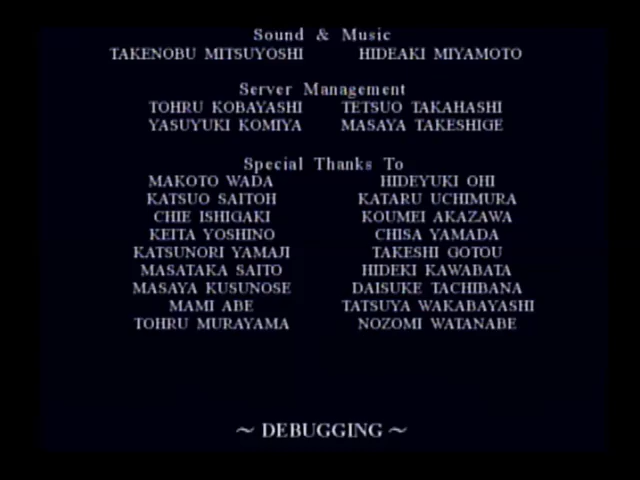 Sound & Music
TAKENOBU MITSUYOSHI HIDEAKI MIYAMOTO
Server Management
TOHRU KOBAYASHI TETSUO TAKAHASHI
YASUYUKI KOMIYA MASAYA TAKESHIGE
Special Thanks To
MAKOTO WADA HIDEYUKI OHI
KATSUO SAITOH KATARU UCHIMURA
CHIE ISHIGAKI KOUMEI AKAZAWA
KEITA YOSHINO CHISA YAMADA
KATSUNORI YAMAJI TAKESHI GOTOU
MASATAKA SAITO HIDEKI KAWABATA
MASAYA KUSUNOSE DAISUKE TACHIBANA
MAMI ABE TATSUYA WAKABAYASHI
TOHRU MURAYAMA NOZOMI WATANABE
~ DEBUGGING ~